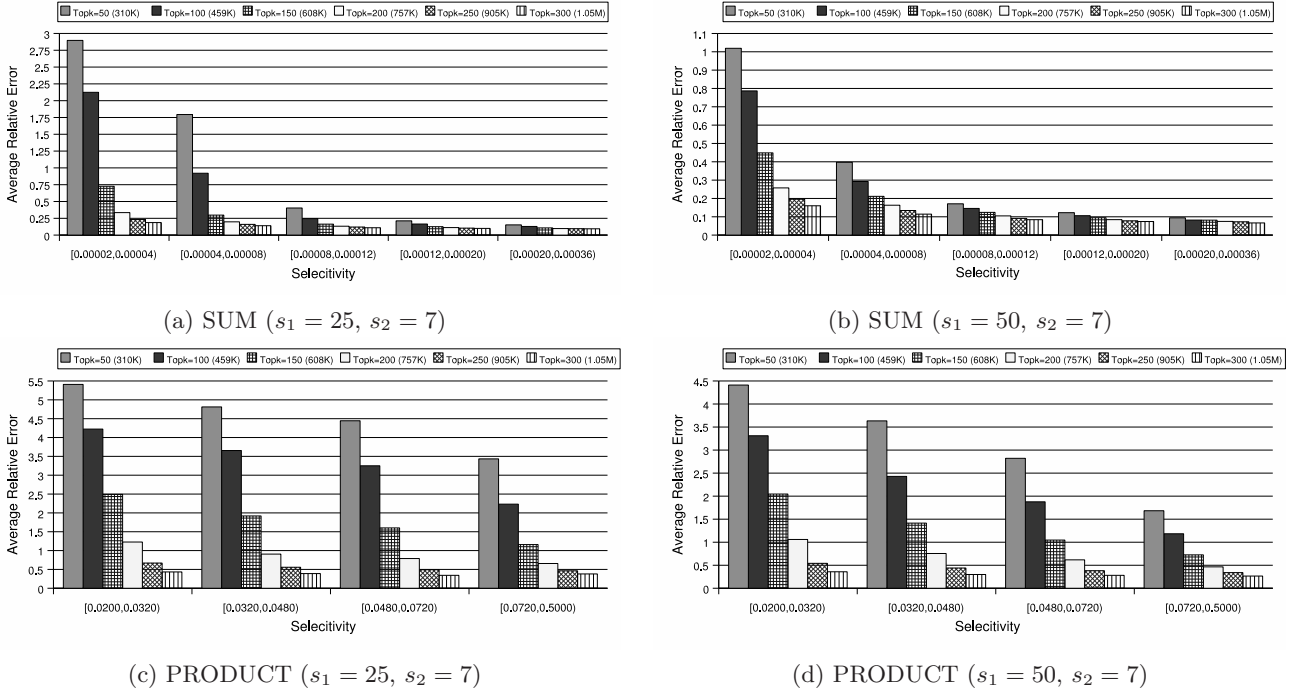 Topk=50 (310K) Topk=100 (459K) Topk=150 (608K) Topk=200 (757K) Topk=250 (905K) Topk=300 (1.05M)
3
2.75
2.5
2.25
2
1.75
1.5
1.25
1
0.75
0.5
0.25
0
Average Relative Error
[0.00002,0.00004) [0.00004,0.00008) [0.00008,0.00012) [0.00012,0.00020) [0.00020,0.00036)
Selecitivity
(a) SUM (s1 = 25, s2 = 7)
Topk=50 (310K) Topk=100 (459K) Topk=150 (608K) Topk=200 (757K) Topk=250 (905K) Topk=300 (1.05M)
1.1
1
0.9
0.8
0.7
0.6
0.5
0.4
0.3
0.2
0.1
0
Average Relative Error
[0.00002,0.00004) [0.00004,0.00008) [0.00008,0.00012) [0.00012,0.00020) [0.00020,0.00036)
Selecitivity
(b) SUM (s1 = 50, s2 = 7)
Topk=50 (310K) Topk=100 (459K) Topk=150 (608K) Topk=200 (757K) Topk=250 (905K) Topk=300 (1.05M)
5.5
5
4.5
4
3.5
3
2.5
2
1.5
1
0.5
0
Average Relative Error
[0.0200,0.0320) [0.0320,0.0480) [0.0480,0.0720) [0.0720,0.5000)
Selecitivity
(c) PRODUCT (s1 = 25, s2 = 7)
Topk=50 (310K) Topk=100 (459K) Topk=150 (608K) Topk=200 (757K) Topk=250 (905K) Topk=300 (1.05M)
4.5
4
3.5
3
2.5
2
1.5
1
0.5
0
Average Relative Error
[0.0200,0.0320) [0.0320,0.0480) [0.0480,0.0720) [0.0720,0.5000)
Selecitivity
(d) PRODUCT (s1 = 50, s2 = 7)